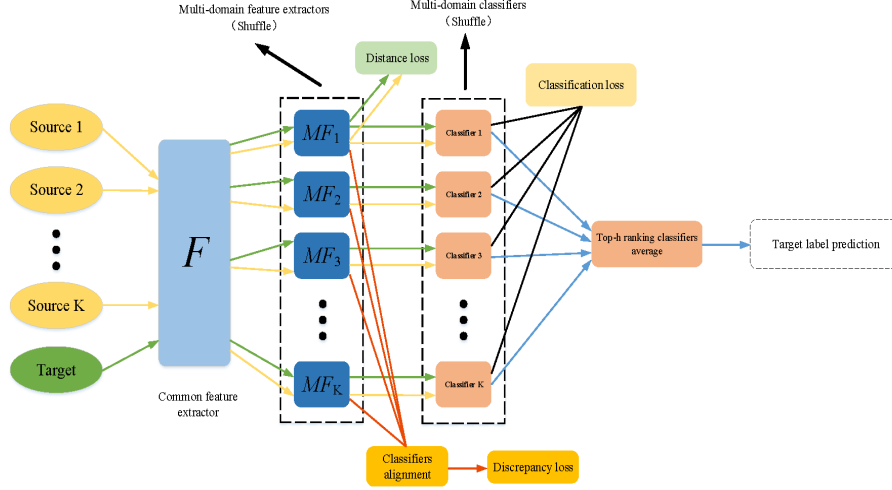 Multi-domain feature extractors
（Shuffle）
Multi-domain classifiers
（Shuffle）
Distance loss
Classification loss
Source 1
Source 2
Source K
Target
F
Common feature
extractor
MF1
MF2
MF3
MFK
Classifier 1
Classifier 2
Classifier 3
Classifier K
Top-h ranking classifiers
average
Target label prediction
Classifiers
alignment
Discrepancy loss